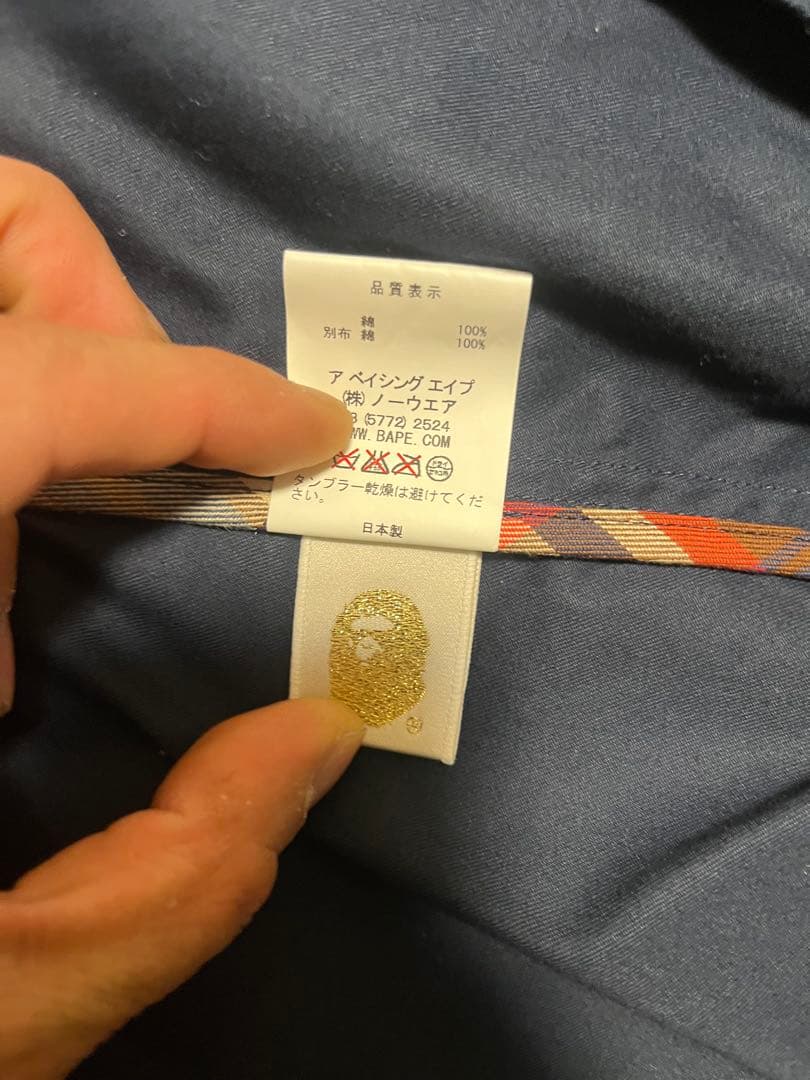 品質表示
綿 100%
別布 綿 100%
ア ベイシング エイプ
(株) ノーウエア
3 (5772) 2524
WW.BAPE.COM
タンブラー乾燥は避けてくだ
さい。
日本製